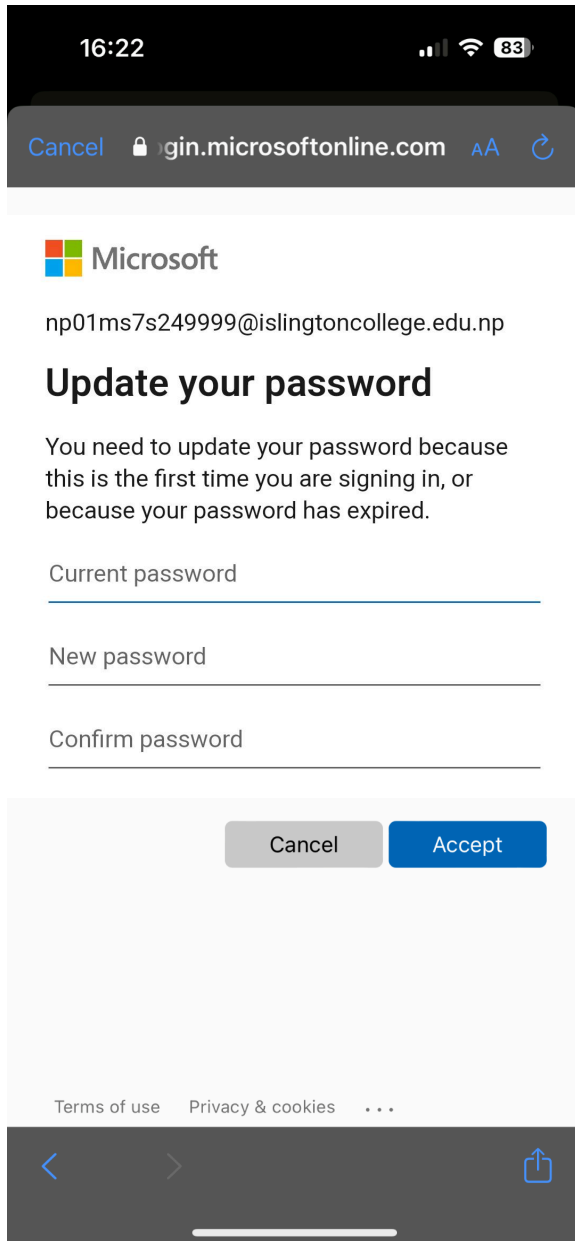 16:22
83
Cancel gin.microsoftonline.com AA
Microsoft
np01ms7s249999@islingtoncollege.edu.np
Update your password
You need to update your password because
this is the first time you are signing in, or
because your password has expired.
Current password
New password
Confirm password
Cancel Accept
Terms of use Privacy & cookies ...